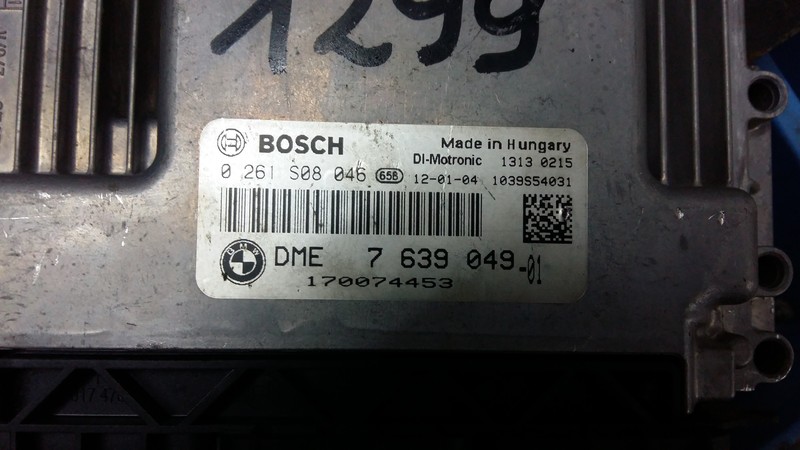 1299
BOSCH Made in Hungary
DI-Motronic 1313 0215
0 261 S08 046 656 12-01-04 1039S54031
BMW
DME 7 639 049-01
170074453